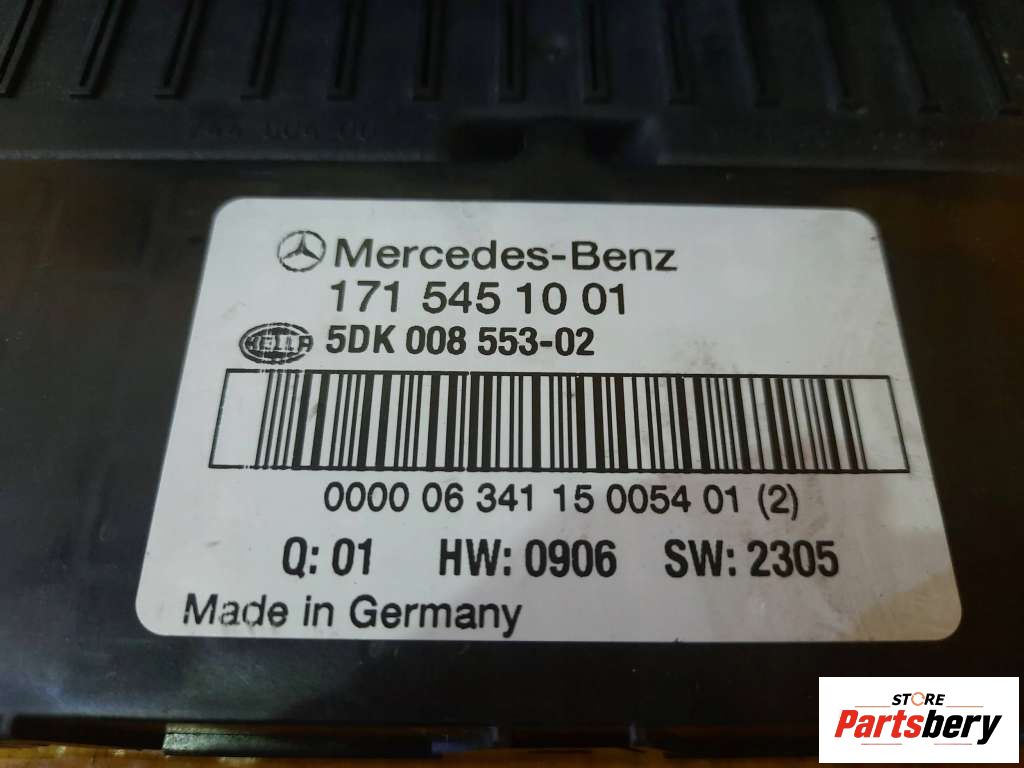 Mercedes-Benz
171 545 10 01
HELLA 5DK 008 553-02
0000 06 341 15 0054 01 (2)
Q: 01 HW: 0906 SW: 2305
Made in Germany
STORE
Partsbery